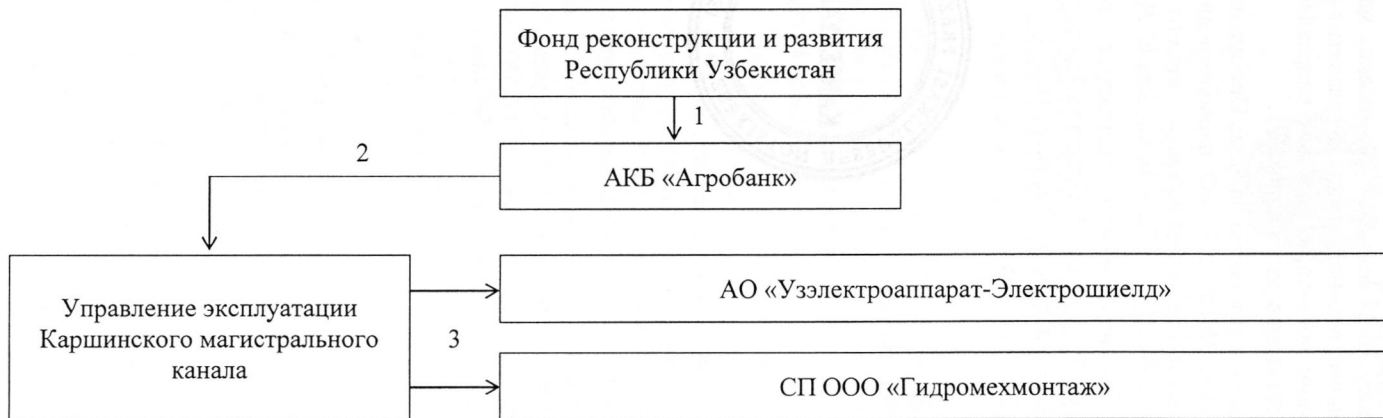 Фонд реконструкции и развития
Республики Узбекистан
1
2
АКБ «Агробанк»
Управление эксплуатации
Каршинского магистрального
канала
3
АО «Узэлектроаппарат-Электрошиелд»
СП ООО «Гидромехмонтаж»